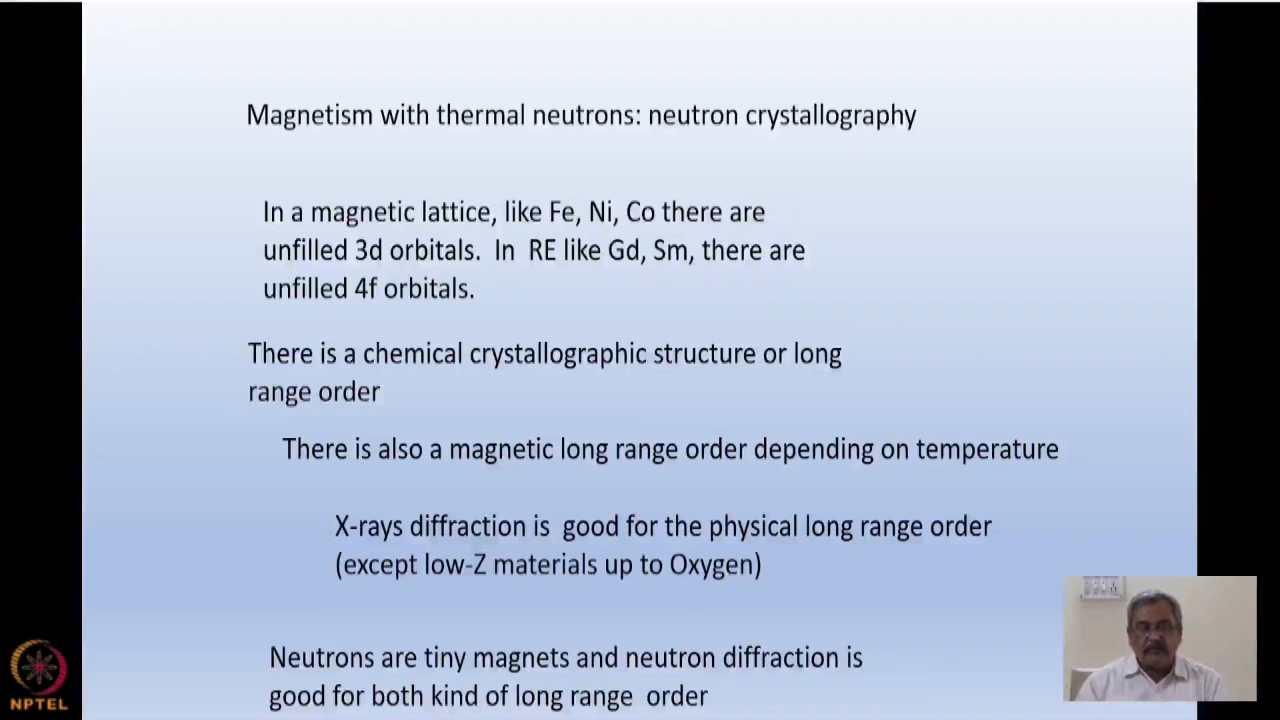 Magnetism with thermal neutrons: neutron crystallography
In a magnetic lattice, like Fe, Ni, Co there are
unfilled 3d orbitals. In RE like Gd, Sm, there are
unfilled 4f orbitals.
There is a chemical crystallographic structure or long
range order
There is also a magnetic long range order depending on temperature
X-rays diffraction is good for the physical long range order
(except low-Z materials up to Oxygen)
Neutrons are tiny magnets and neutron diffraction is
good for both kind of long range order
NPTEL